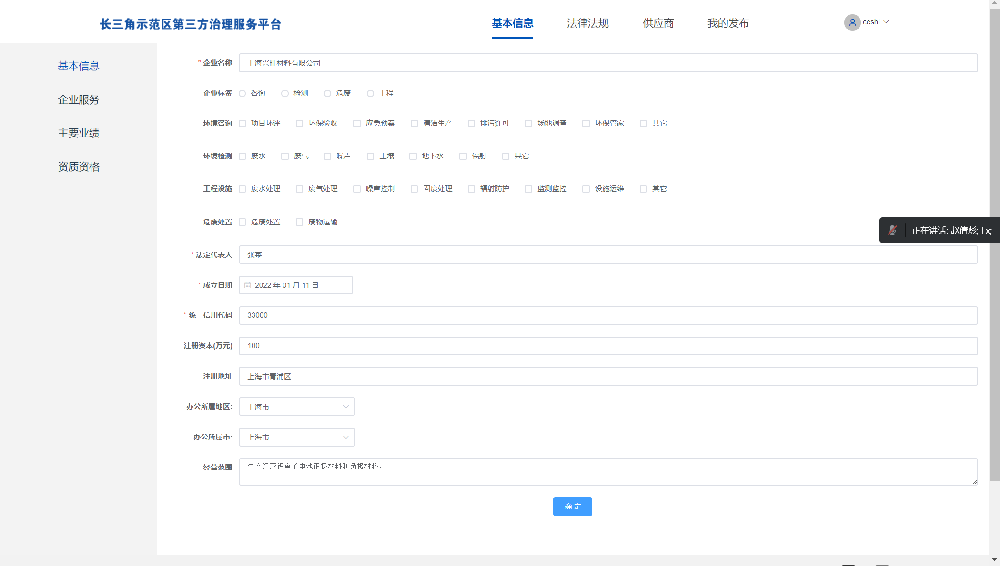 长三角示范区第三方治理服务平台
基本信息 法律法规 供应商 我的发布
ceshi
基本信息
企业服务
主要业绩
资质资格
* 企业名称 上海兴旺材料有限公司
企业标签 咨询 检测 危废 工程
环境咨询 项目环评 环保验收 应急预案 清洁生产 排污许可 场地调查 环保管家 其它
环境检测 废水 废气 噪声 土壤 地下水 辐射 其它
工程设施 废水处理 废气处理 噪声控制 固废处理 辐射防护 监测监控 设施运维 其它
危废处置 危废处置 废物运输
正在讲话: 赵倩彪; Fx;
* 法定代表人 张某
* 成立日期 2022 年 01 月 11 日
* 统一信用代码 33000
注册资本(万元) 100
注册地址 上海市青浦区
办公所属地区: 上海市
办公所属市: 上海市
经营范围 生产经营锂离子电池正极材料和负极材料。
确 定